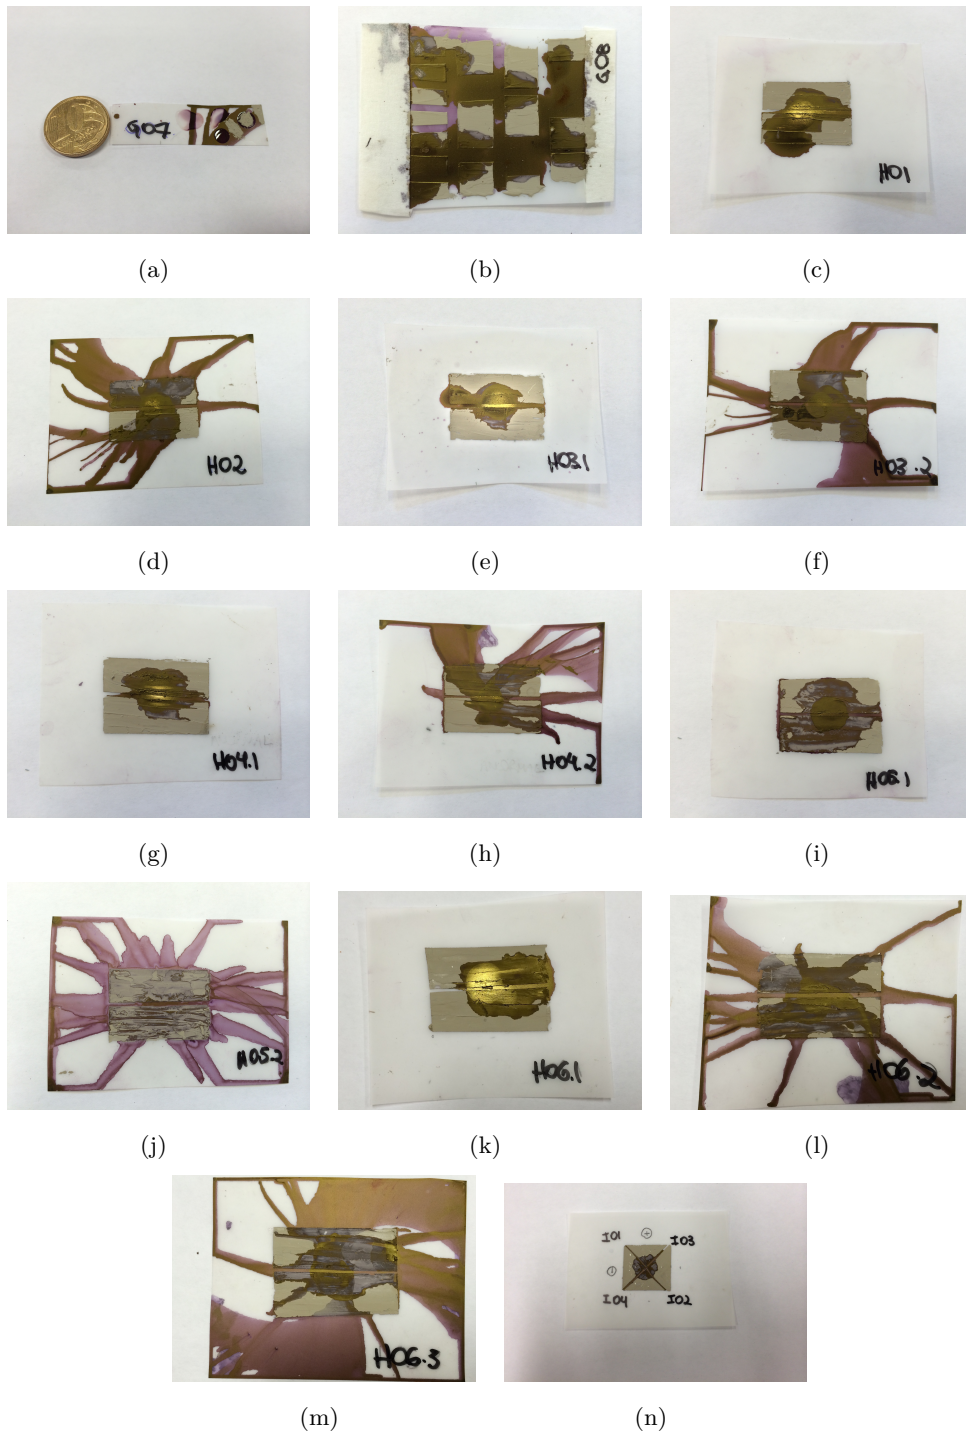 G07
G08
H01
(a)
(b)
(c)
H02
H03.1
H03.2
(d)
(e)
(f)
H04.1
H04.2
H05.1
(g)
(h)
(i)
H05.2
H06.1
H06.2
(j)
(k)
(l)
H06.3
I01
+
I03
I04
I02
(m)
(n)